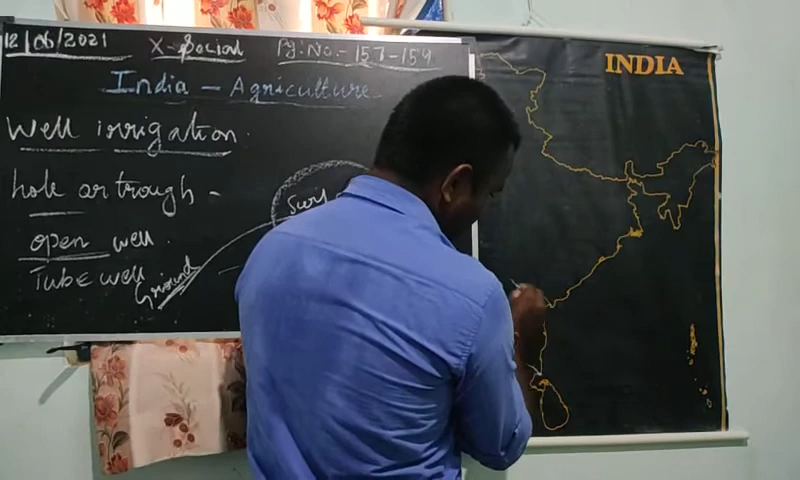 12/06/2021 X-Social Pg: No:- 157-159
India - Agriculture
Well irrigation.
hole or trough -
open well.
Tube well
Ground
INDIA